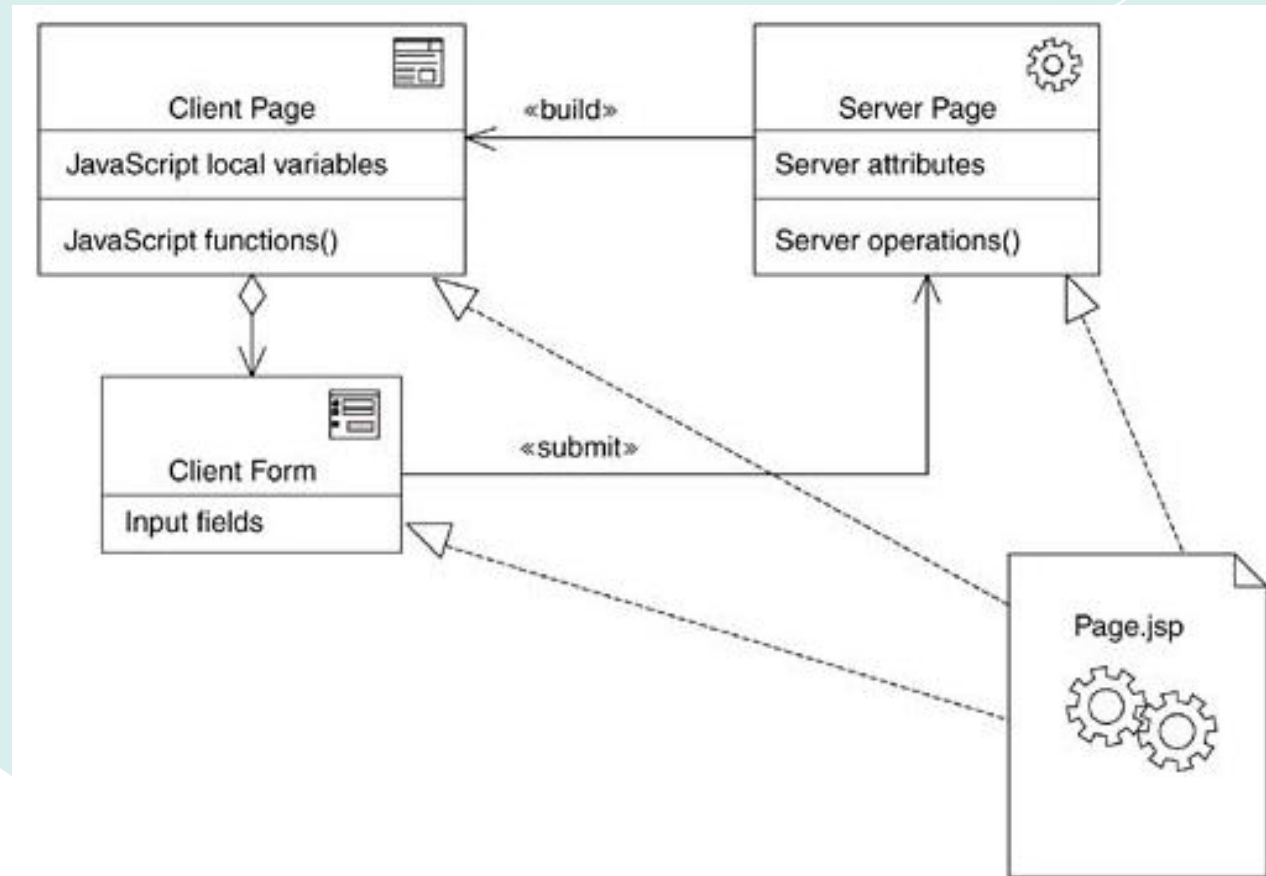 Client Page
JavaScript local variables
JavaScript functions()
«build»
Server Page
Server attributes
Server operations()
Client Form
Input fields
«submit»
Page.jsp